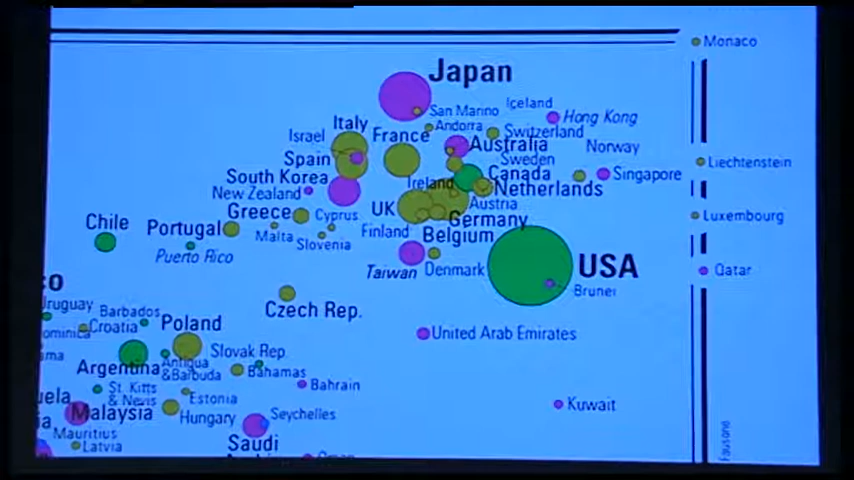 Monaco
Japan
San Marino
Iceland
Hong Kong
Italy
Andorra
Switzerland
Israel
France
Australia
Norway
Spain
Sweden
Liechtenstein
South Korea
Canada
Singapore
Ireland
New Zealand
Netherlands
Austria
Greece
Cyprus
UK
Luxembourg
Chile
Portugal
Malta
Slovenia
Finland
Germany
Belgium
Puerto Rico
Taiwan
Denmark
USA
Qatar
Brunei
Uruguay
Barbados
Czech Rep.
Croatia
Poland
United Arab Emirates
Slovak Rep.
Argentina
Antigua
& Barbuda
Bahamas
St. Kitts
& Nevis
Bahrain
Estonia
Kuwait
Malaysia
Hungary
Seychelles
Mauritius
Latvia
Saudi